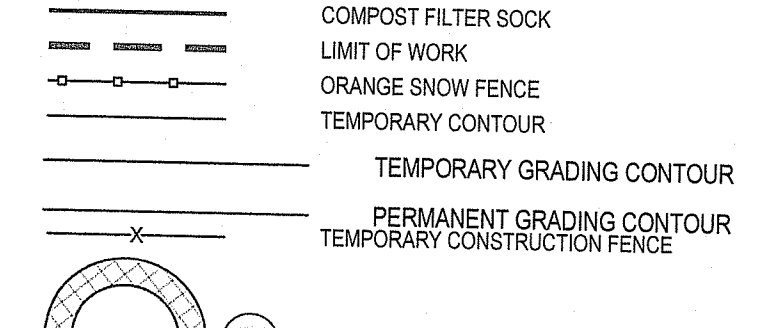 COMPOST FILTER SOCK
LIMIT OF WORK
ORANGE SNOW FENCE
TEMPORARY CONTOUR
TEMPORARY GRADING CONTOUR
PERMANENT GRADING CONTOUR
X TEMPORARY CONSTRUCTION FENCE